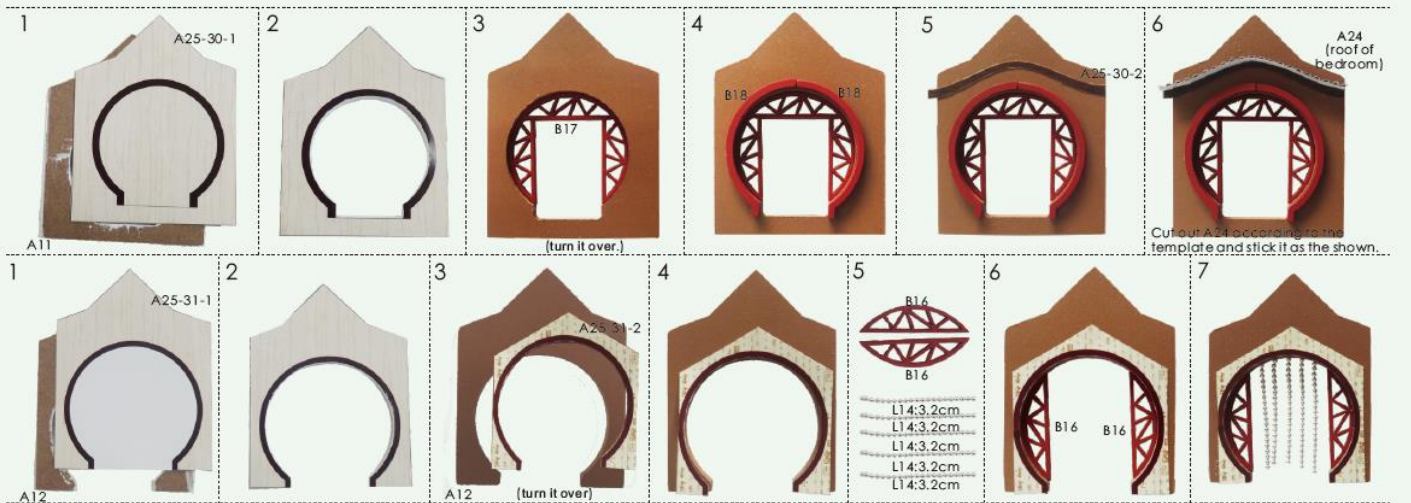 1
A25-30-1
A11
2
3
B17
(turn it over.)
4
B18
B18
5
A25-30-2
6
A24
(roof of
bedroom)
Cut out A24 according to the
template and stick it as the shown.
1
A25-31-1
A12
2
3
A25-31-2
A12
(turn it over)
4
5
B16
B16
L14:3.2cm
L14:3.2cm
L14:3.2cm
L14:3.2cm
L14:3.2cm
6
B16
B16
7